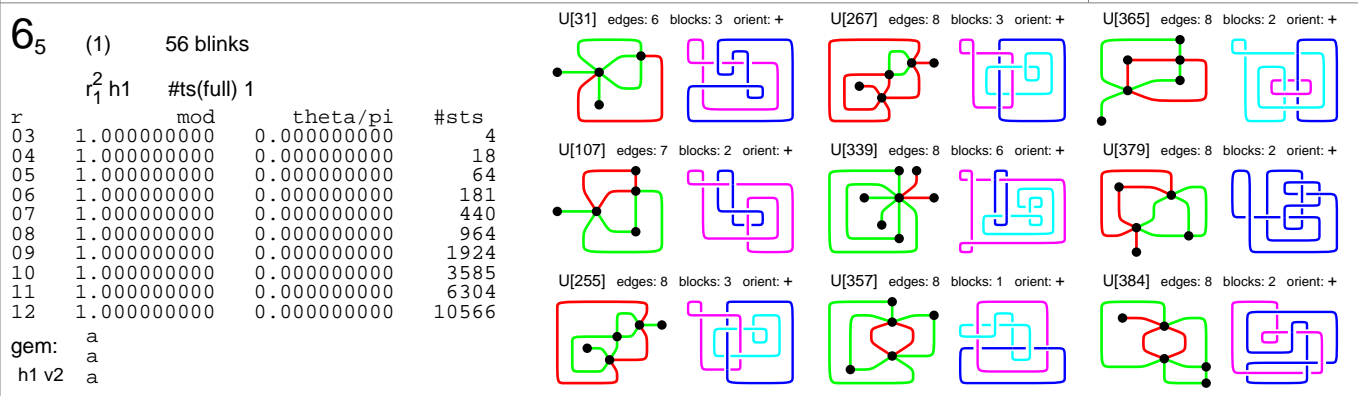 6₅ (1) 56 blinks
r₁² h1 #ts(full) 1
r mod theta/pi #sts
03 1.000000000 0.000000000 4
04 1.000000000 0.000000000 18
05 1.000000000 0.000000000 64
06 1.000000000 0.000000000 181
07 1.000000000 0.000000000 440
08 1.000000000 0.000000000 964
09 1.000000000 0.000000000 1924
10 1.000000000 0.000000000 3585
11 1.000000000 0.000000000 6304
12 1.000000000 0.000000000 10566
a
gem: a
h1 v2 a
U[31] edges: 6 blocks: 3 orient: +
U[267] edges: 8 blocks: 3 orient: +
U[365] edges: 8 blocks: 2 orient: +
U[107] edges: 7 blocks: 2 orient: +
U[339] edges: 8 blocks: 6 orient: +
U[379] edges: 8 blocks: 2 orient: +
U[255] edges: 8 blocks: 3 orient: +
U[357] edges: 8 blocks: 1 orient: +
U[384] edges: 8 blocks: 2 orient: +